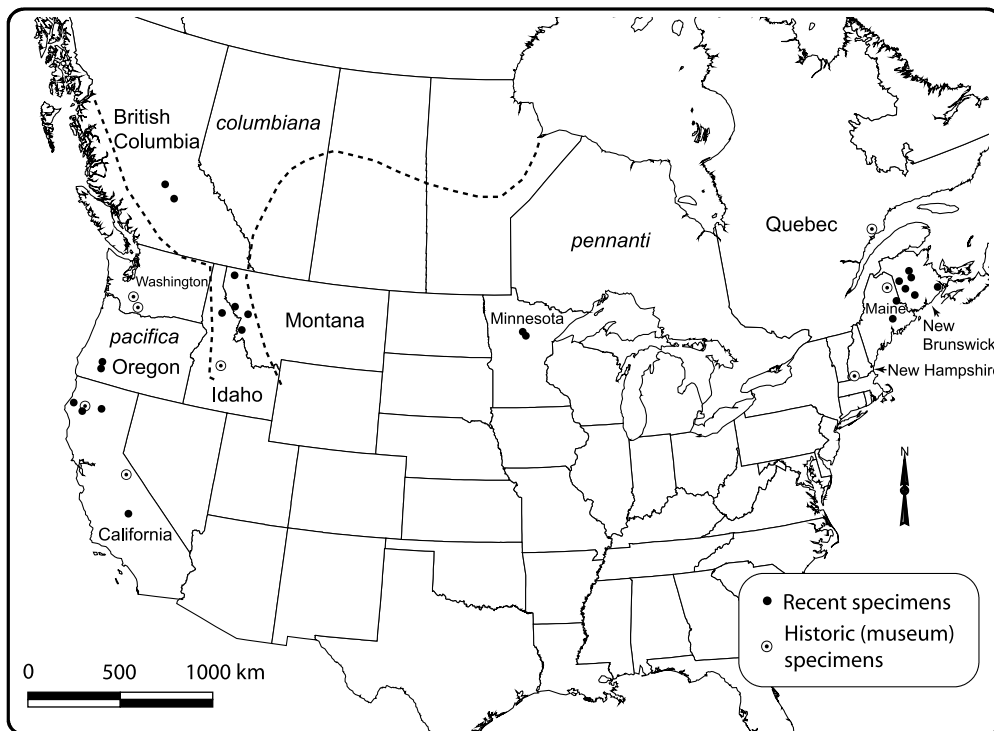 British
Columbia
columbiana
Quebec
pennanti
Washington
Maine
Minnesota
Montana
New
Brunswick
pacifica
Oregon
New Hampshire
Idaho
N
California
Recent specimens
Historic (museum)
specimens
0 500 1000 km